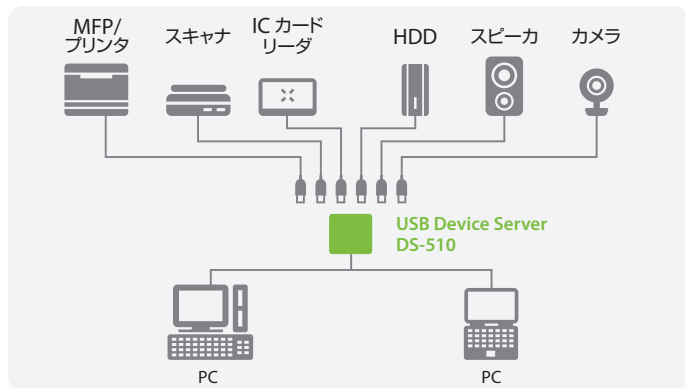 MFP/
プリンタ
スキャナ
IC カード
リーダ
HDD
スピーカ
カメラ
USB Device Server
DS-510
PC
PC